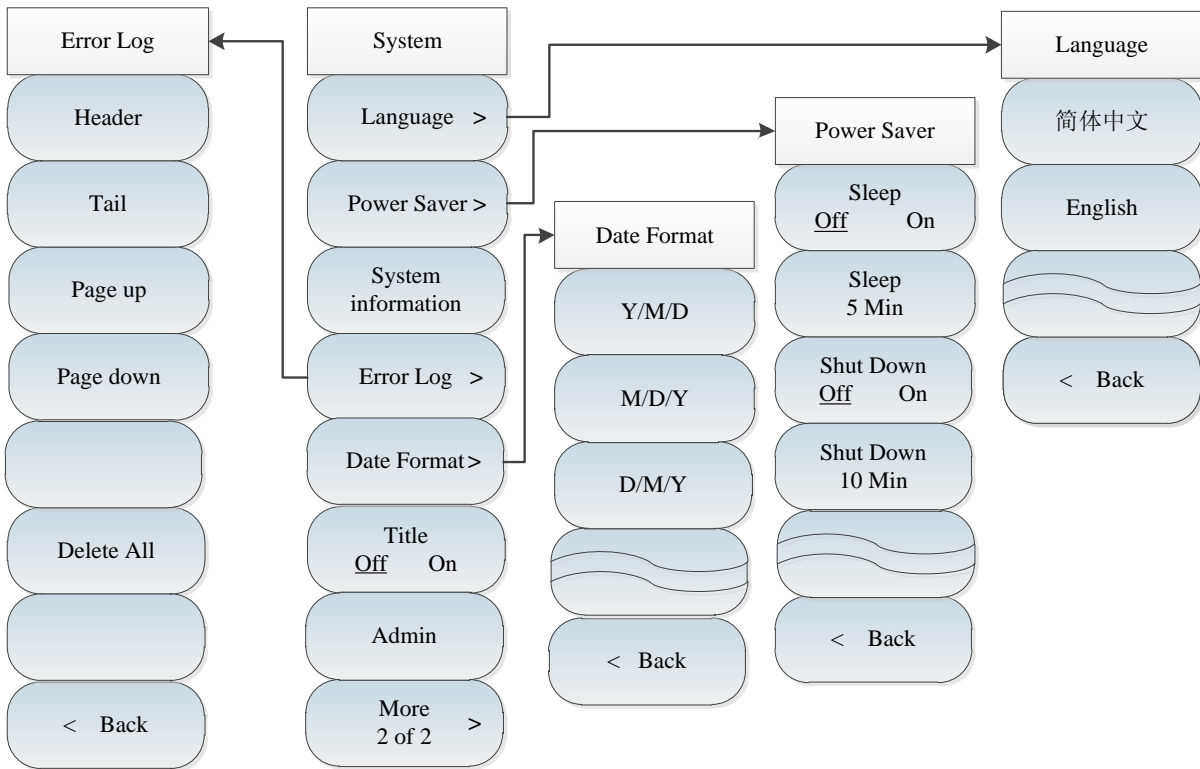 Error Log
Header
Tail
Page up
Page down
Delete All
< Back
System
Language >
Power Saver >
System
information
Error Log >
Date Format >
Title
Off On
Admin
More >
2 of 2
Date Format
Y/M/D
M/D/Y
D/M/Y
< Back
Power Saver
Sleep
Off On
Sleep
5 Min
Shut Down
Off On
Shut Down
10 Min
< Back
Language
简体中文
English
< Back